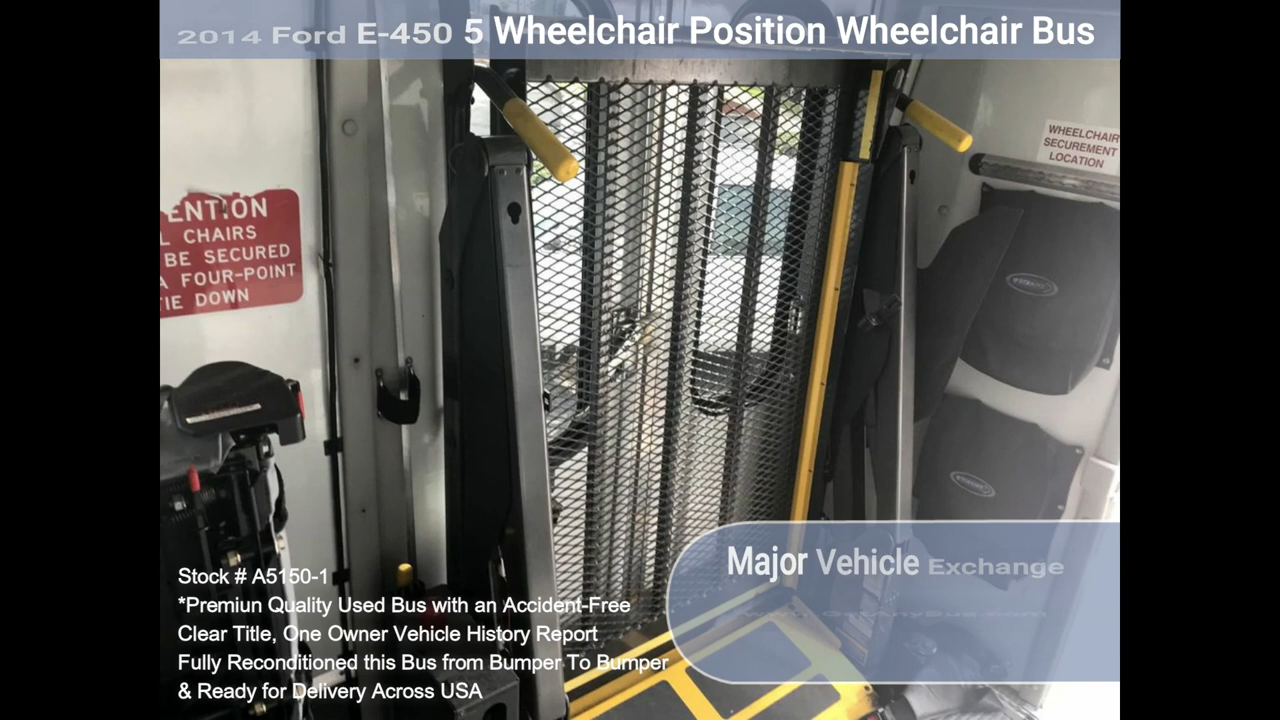 2014 Ford E-450 5 Wheelchair Position Wheelchair Bus
WHEELCHAIR
SECUREMENT
LOCATION
ENTION
L CHAIRS
BE SECURED
A FOUR-POINT
TIE DOWN
Major Vehicle Exchange
Stock # A5150-1
*Premiun Quality Used Bus with an Accident-Free
Clear Title, One Owner Vehicle History Report
Fully Reconditioned this Bus from Bumper To Bumper
& Ready for Delivery Across USA